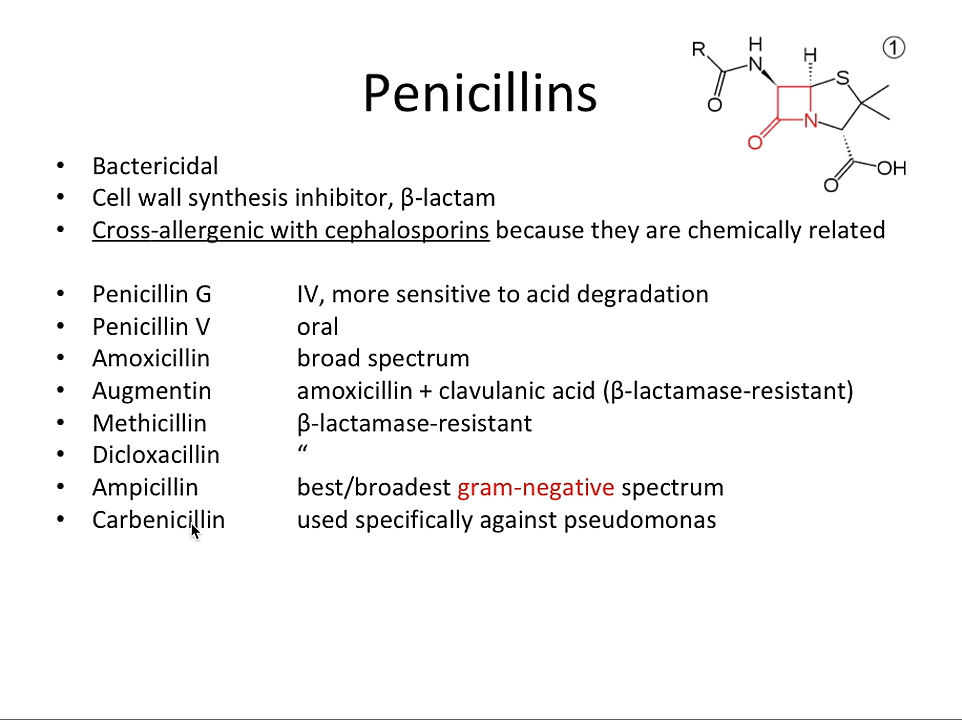 Penicillins
R
H
N
O
H
S
N
O
O
OH
①
• Bactericidal
• Cell wall synthesis inhibitor, β-lactam
• Cross-allergenic with cephalosporins because they are chemically related
• Penicillin G IV, more sensitive to acid degradation
• Penicillin V oral
• Amoxicillin broad spectrum
• Augmentin amoxicillin + clavulanic acid (β-lactamase-resistant)
• Methicillin β-lactamase-resistant
• Dicloxacillin “
• Ampicillin best/broadest gram-negative spectrum
• Carbenicillin used specifically against pseudomonas